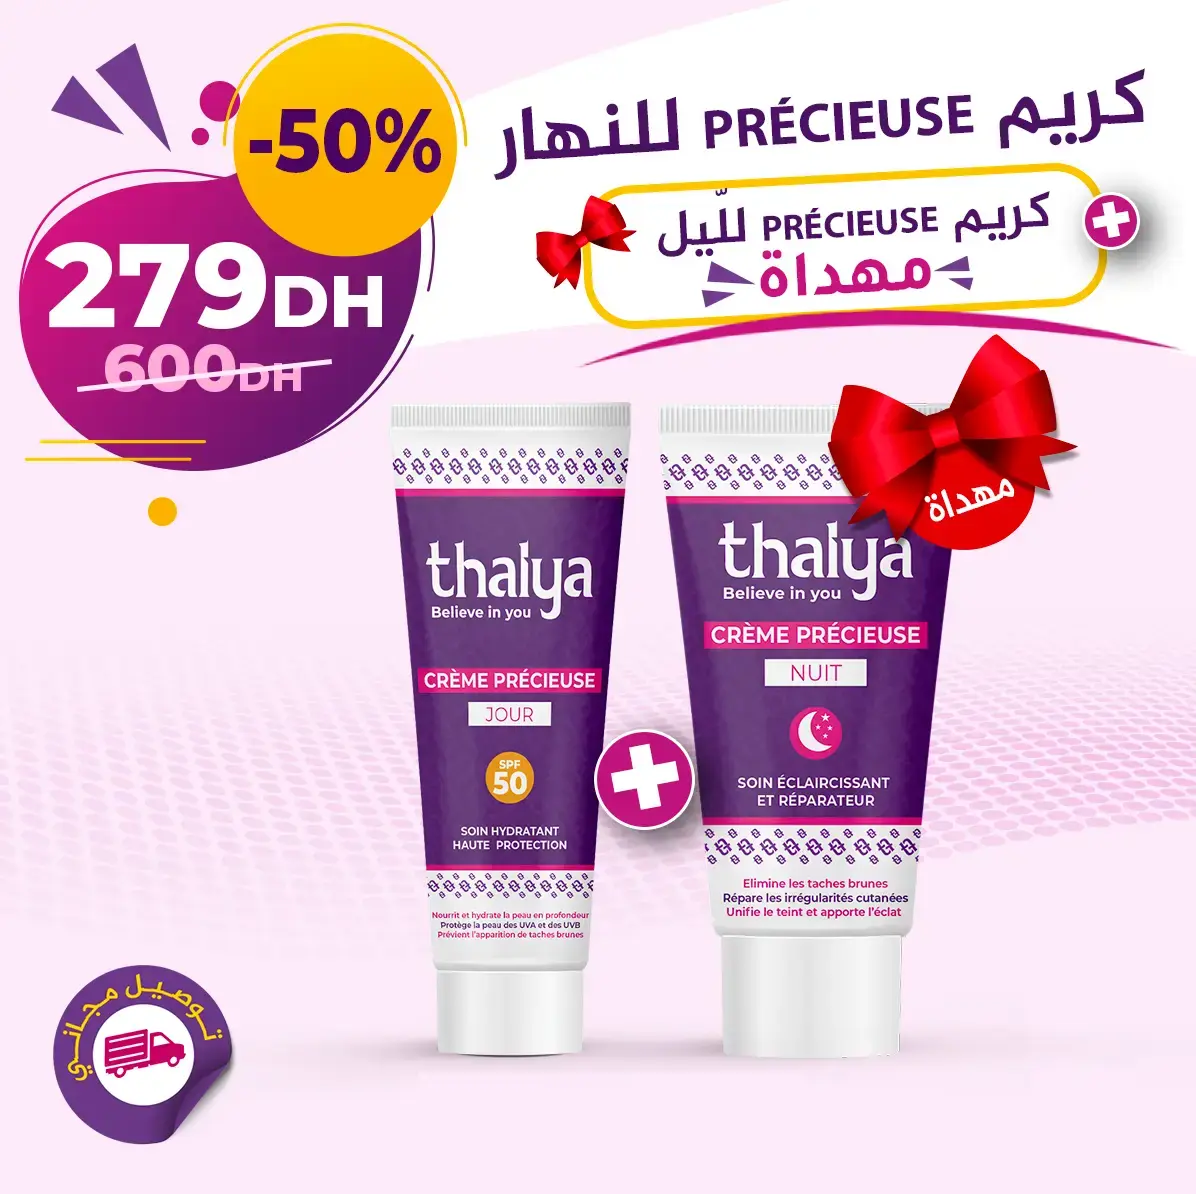 -50%
279DH
600DH
كريم PRÉCIEUSE للنهار
كريم PRÉCIEUSE للّيل
مهداة
مهداة
thalya
Believe in you
CRÈME PRÉCIEUSE
JOUR
SPF
50
SOIN HYDRATANT
HAUTE PROTECTION
Nourrit et hydrate la peau en profondeur
Protège la peau des UVA et des UVB
Prévient l'apparition de taches brunes
thalya
Believe in you
CRÈME PRÉCIEUSE
NUIT
SOIN ÉCLAIRCISSANT
ET RÉPARATEUR
Elimine les taches brunes
Répare les irrégularités cutanées
Unifie le teint et apporte l'éclat
توصيل مجاني